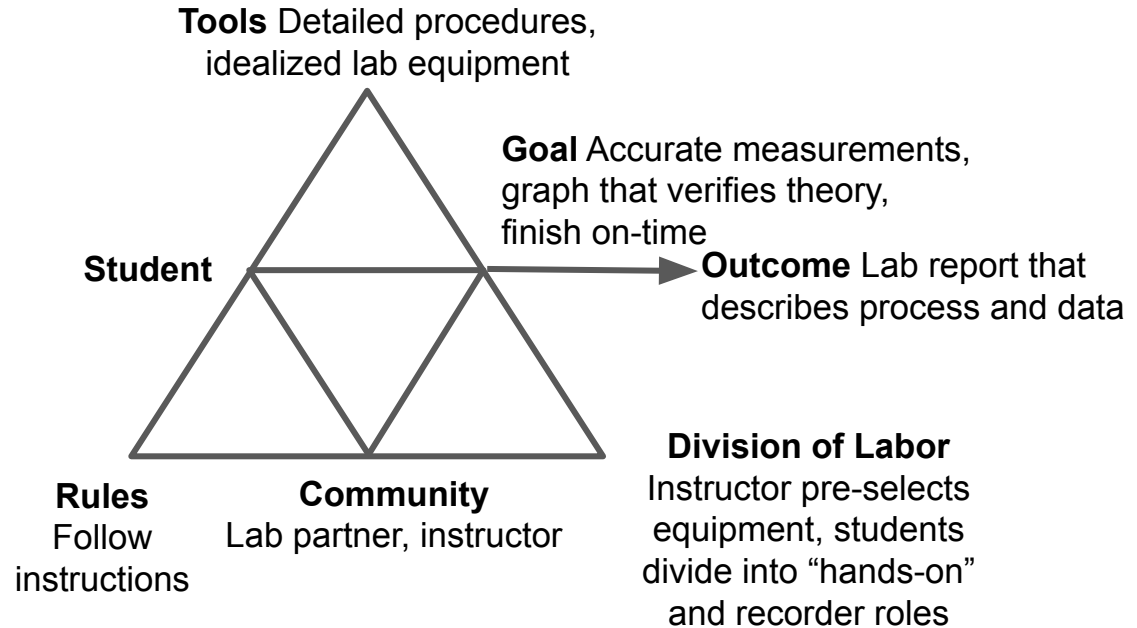 Tools Detailed procedures,
idealized lab equipment
Goal Accurate measurements,
graph that verifies theory,
finish on-time
Student
Outcome Lab report that
describes process and data
Rules
Follow
instructions
Community
Lab partner, instructor
Division of Labor
Instructor pre-selects
equipment, students
divide into “hands-on”
and recorder roles